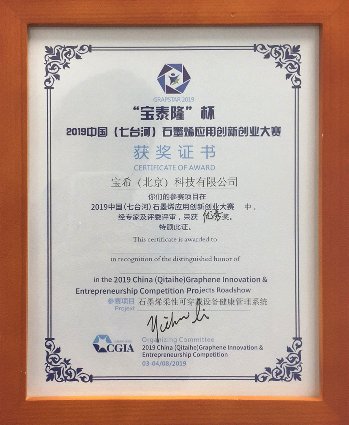 GRAPSTAR 2019
“宝泰隆”杯
2019中国（七台河）石墨烯应用创新创业大赛
获奖证书
CERTIFICATE OF AWARD
宝希（北京）科技有限公司
你们的参赛项目在
2019中国(七台河)石墨烯应用创新创业大赛 中，
经专家及评委评审，荣获 优秀奖。
特颁此证。
This certificate is awarded to
in recognition of the distinguished honor of
in the 2019 China (Qitaihe)Graphene Innovation &
Entrepreneurship Competition Projects Roadshow
参赛项目 石墨烯柔性可穿戴设备健康管理系统
Project
CGIA
Organizing Committee
2019 China (Qitaihe)Graphene Innovation &
Entrepreneurship Competition
03-04/08/2019